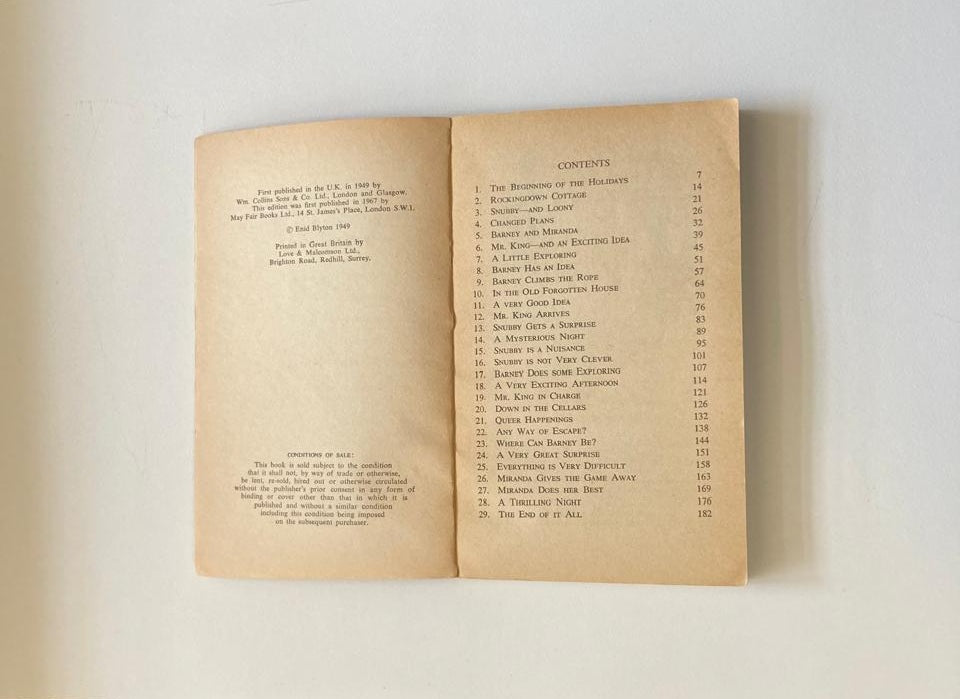 First published in the U.K. in 1949 by
Wm. Collins Sons & Co. Ltd., London and Glasgow.
This edition was first published in 1967 by
May Fair Books Ltd., 14 St. James's Place, London S.W.1.
© Enid Blyton 1949
Printed in Great Britain by
Love & Malcomson Ltd.,
Brighton Road, Redhill, Surrey.
CONDITIONS OF SALE:
This book is sold subject to the condition
that it shall not, by way of trade or otherwise,
be lent, re-sold, hired out or otherwise circulated
without the publisher's prior consent in any form of
binding or cover other than that in which it is
published and without a similar condition
including this condition being imposed
on the subsequent purchaser.
CONTENTS
1. The Beginning of the Holidays 7
2. Rockingdown Cottage 14
3. Snubby—and Loony 21
4. Changed Plans 26
5. Barney and Miranda 32
6. Mr. King—and an Exciting Idea 39
7. A Little Exploring 45
8. Barney Has an Idea 51
9. Barney Climbs the Rope 57
10. In the Old Forgotten House 64
11. A very Good Idea 70
12. Mr. King Arrives 76
13. Snubby Gets a Surprise 83
14. A Mysterious Night 89
15. Snubby is a Nuisance 95
16. Snubby is not Very Clever 101
17. Barney Does some Exploring 107
18. A Very Exciting Afternoon 114
19. Mr. King in Charge 121
20. Down in the Cellars 126
21. Queer Happenings 132
22. Any Way of Escape? 138
23. Where Can Barney Be? 144
24. A Very Great Surprise 151
25. Everything is Very Difficult 158
26. Miranda Gives the Game Away 163
27. Miranda Does her Best 169
28. A Thrilling Night 176
29. The End of it All 182